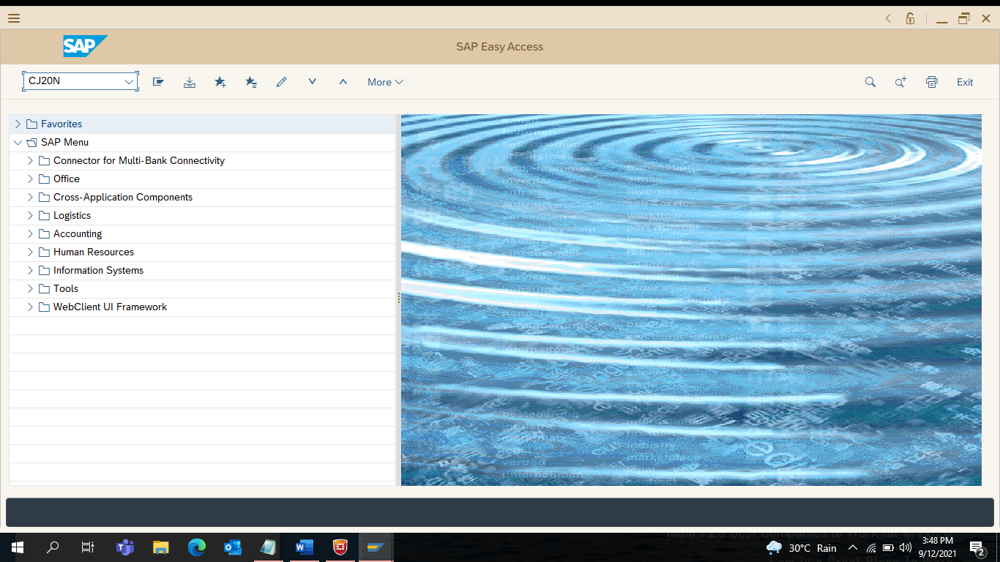 SAP
SAP Easy Access
CJ20N
More
Exit
Favorites
SAP Menu
Connector for Multi-Bank Connectivity
Office
Cross-Application Components
Logistics
Accounting
Human Resources
Information Systems
Tools
WebClient UI Framework
30°C Rain
3:48 PM
9/12/2021
2